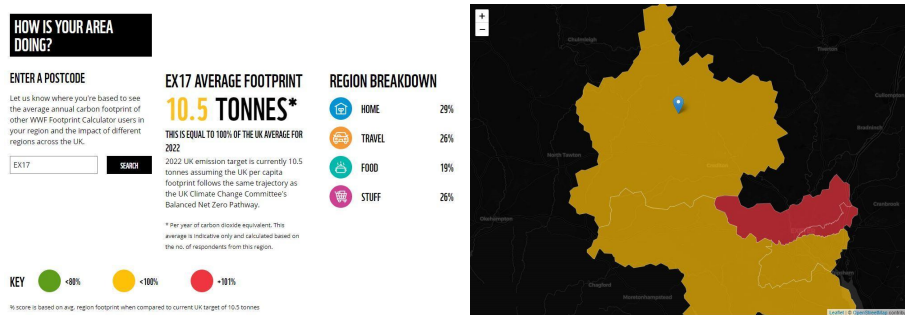 HOW IS YOUR AREA
DOING?
ENTER A POSTCODE
Let us know where you're based to see
the average annual carbon footprint of
other WWF Footprint Calculator users in
your region and the impact of different
regions across the UK.
EX17
SEARCH
EX17 AVERAGE FOOTPRINT
10.5 TONNES*
THIS IS EQUAL TO 100% OF THE UK AVERAGE FOR
2022
2022 UK emission target is currently 10.5
tonnes assuming the UK per capita
footprint follows the same trajectory as
the UK Climate Change Committee's
Balanced Net Zero Pathway.
* Per year of carbon dioxide equivalent. This
average is indicative only and calculated based on
the no. of respondents from this region.
REGION BREAKDOWN
HOME 29%
TRAVEL 26%
FOOD 19%
STUFF 26%
KEY <80% <100% +101%
% score is based on avg. region footprint when compared to current UK target of 10.5 tonnes
+
−
Chulmleigh
Tiverton
Cullompton
Bradninch
North Tawton
Crediton
Cranbrook
Okehampton
Chagford
Moretonhampstead
Leaflet | © OpenStreetMap